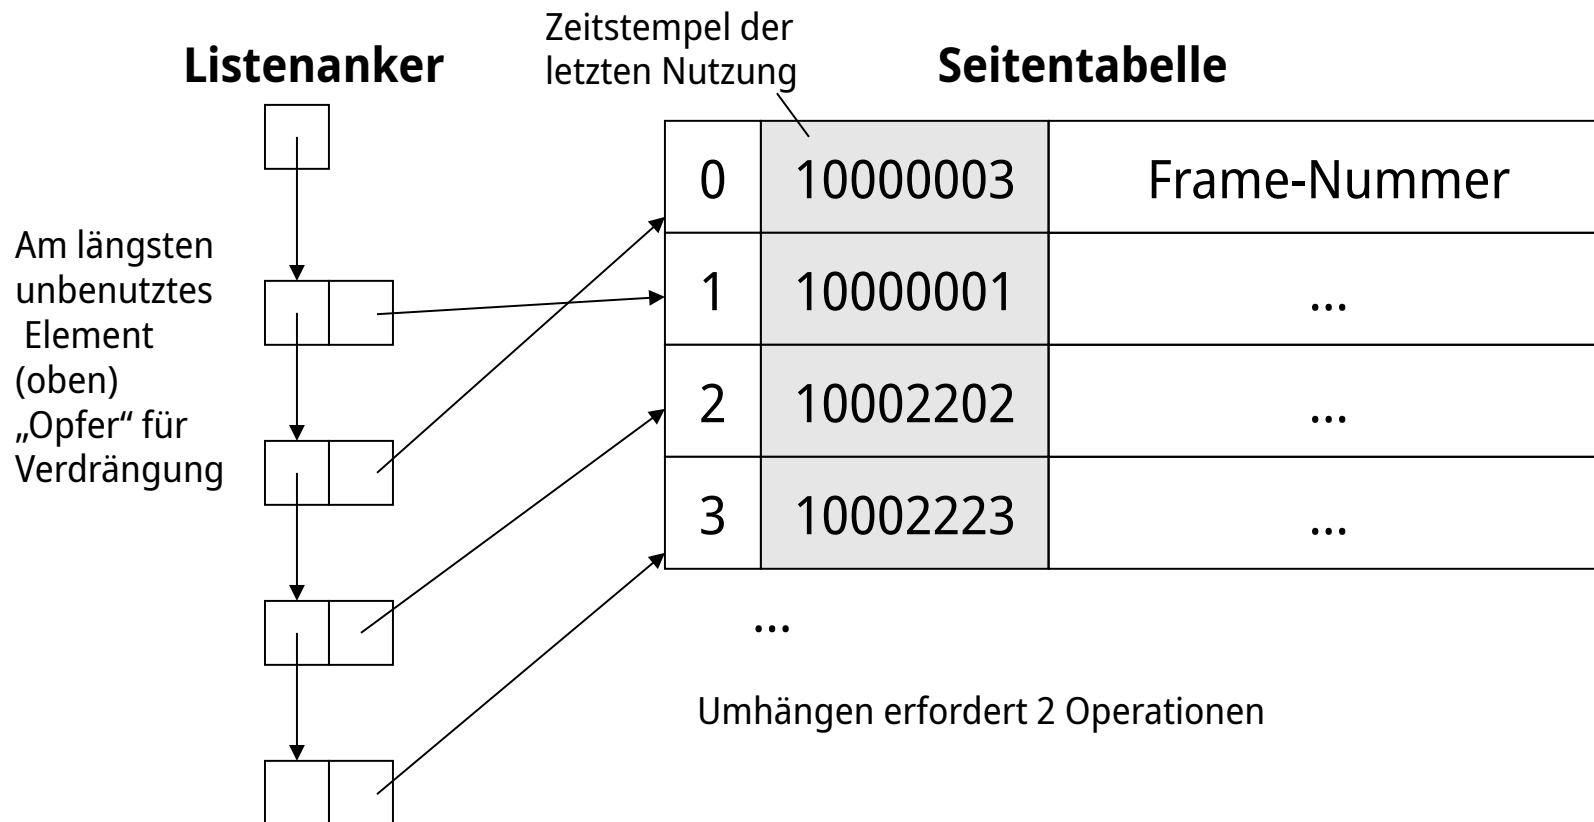 Listenanker
Zeitstempel der
letzten Nutzung
Seitentabelle
Am längsten
unbenutztes
Element
(oben)
„Opfer“ für
Verdrängung
0 10000003 Frame-Nummer
1 10000001 ...
2 10002202 ...
3 10002223 ...
...
Umhängen erfordert 2 Operationen